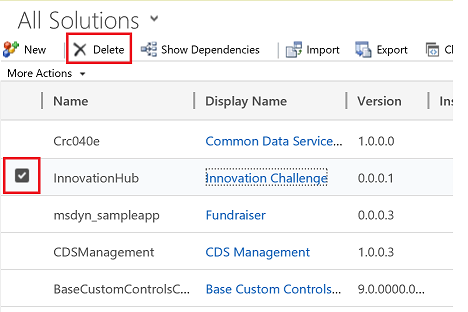 All Solutions
New Delete Show Dependencies Import Export Cl
More Actions
Name Display Name Version Ins
Crc040e Common Data Service... 1.0.0.0
InnovationHub Innovation Challenge 0.0.0.1
msdyn_sampleapp Fundraiser 0.0.0.3
CDSManagement CDS Management 1.0.0.3
BaseCustomControlsC... Base Custom Controls... 9.0.0000.0...